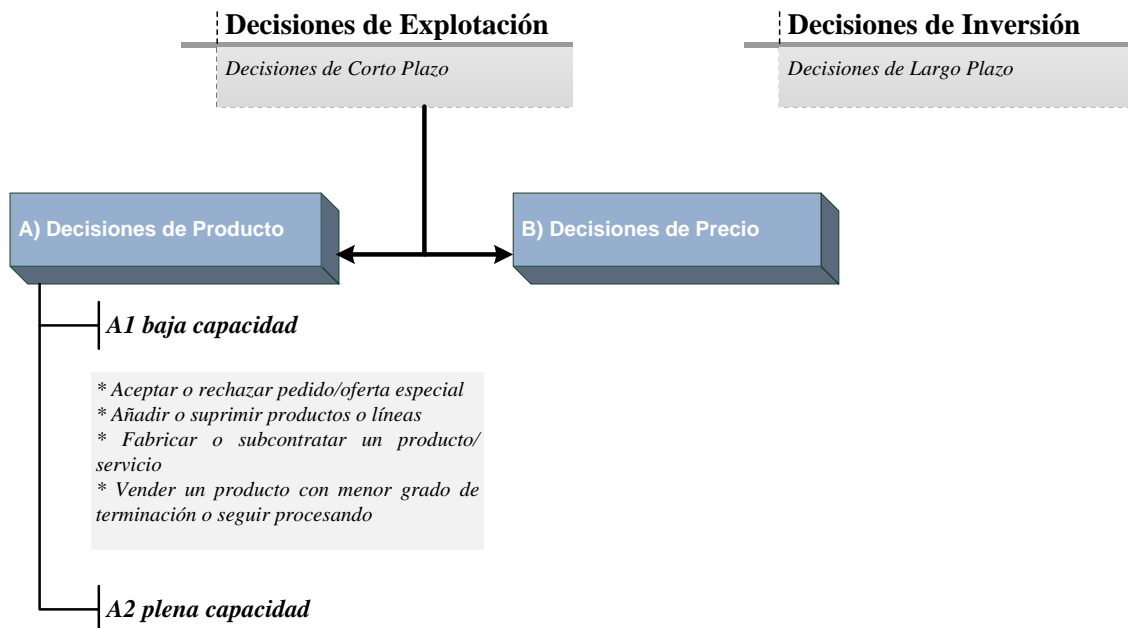 Decisiones de Explotación
Decisiones de Corto Plazo
Decisiones de Inversión
Decisiones de Largo Plazo
A) Decisiones de Producto
B) Decisiones de Precio
A1 baja capacidad
* Aceptar o rechazar pedido/oferta especial
* Añadir o suprimir productos o líneas
* Fabricar o subcontratar un producto/
servicio
* Vender un producto con menor grado de
terminación o seguir procesando
A2 plena capacidad